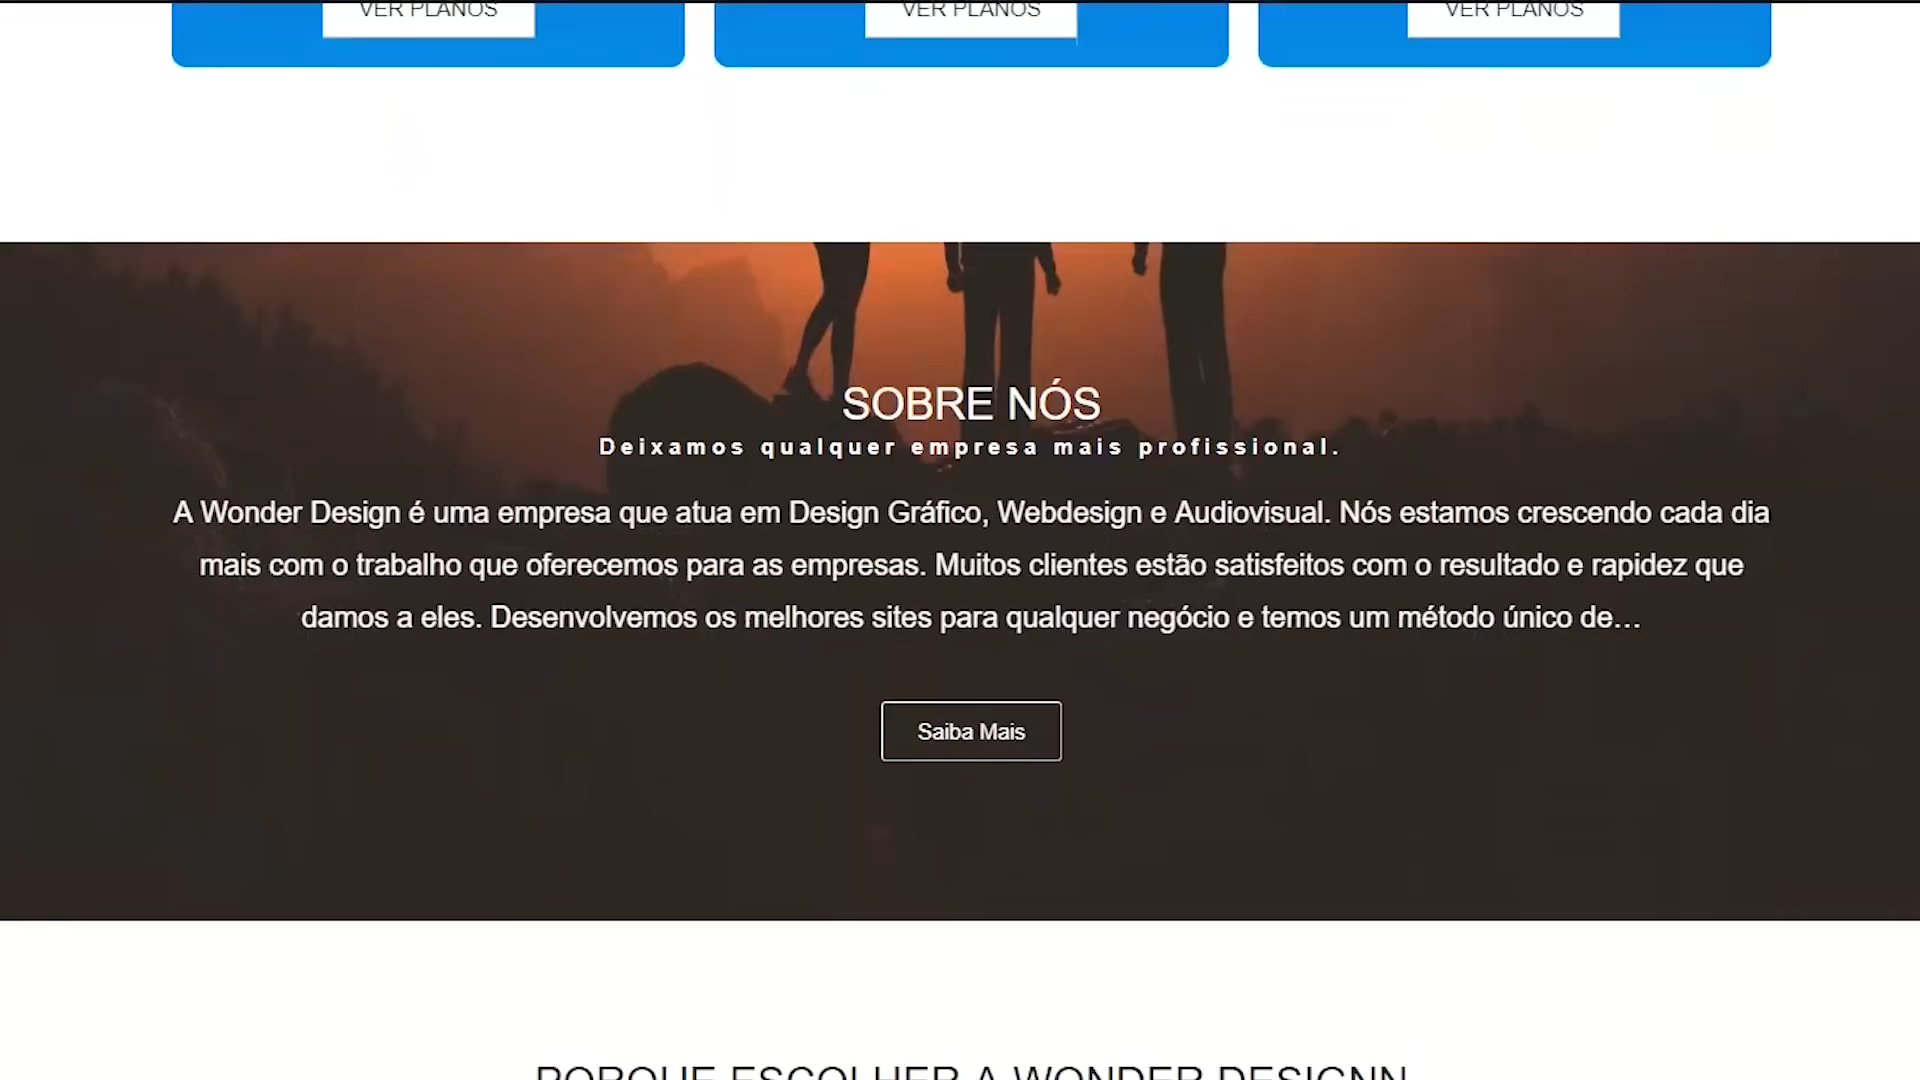 VER PLANOS VER PLANOS VER PLANOS
SOBRE NÓS
Deixamos qualquer empresa mais profissional.
A Wonder Design é uma empresa que atua em Design Gráfico, Webdesign e Audiovisual. Nós estamos crescendo cada dia
mais com o trabalho que oferecemos para as empresas. Muitos clientes estão satisfeitos com o resultado e rapidez que
damos a eles. Desenvolvemos os melhores sites para qualquer negócio e temos um método único de…
Saiba Mais
PORQUE ESCOLHER A WONDER DESIGNN